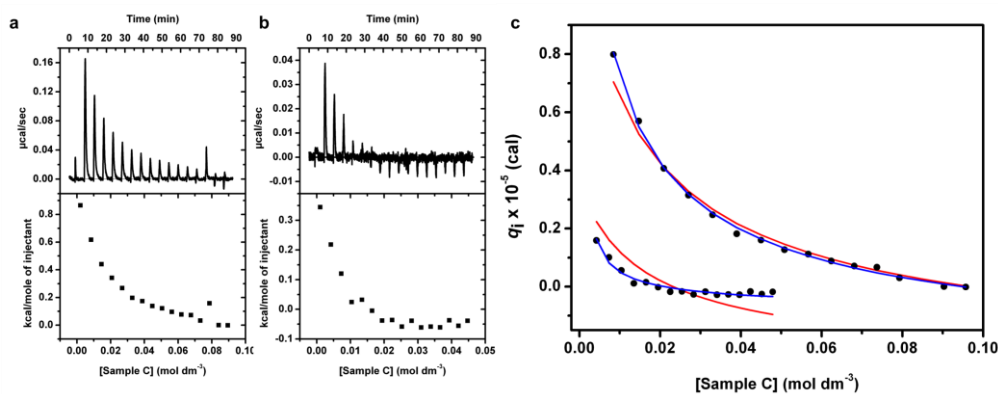 a
Time (min)
0 10 20 30 40 50 60 70 80 90
0.16
0.12
0.08
0.04
0.00
µcal/sec
0.8
0.6
0.4
0.2
0.0
kcal/mole of injectant
0.00 0.02 0.04 0.06 0.08 0.10
[Sample C] (mol dm-3)
b
Time (min)
0 10 20 30 40 50 60 70 80 90
0.04
0.03
0.02
0.01
0.00
-0.01
µcal/sec
0.3
0.2
0.1
0.0
-0.1
kcal/mole of injectant
0.00 0.01 0.02 0.03 0.04 0.05
[Sample C] (mol dm-3)
c
0.8
0.6
0.4
0.2
0.0
qi x 10-5 (cal)
0.00 0.02 0.04 0.06 0.08 0.10
[Sample C] (mol dm-3)